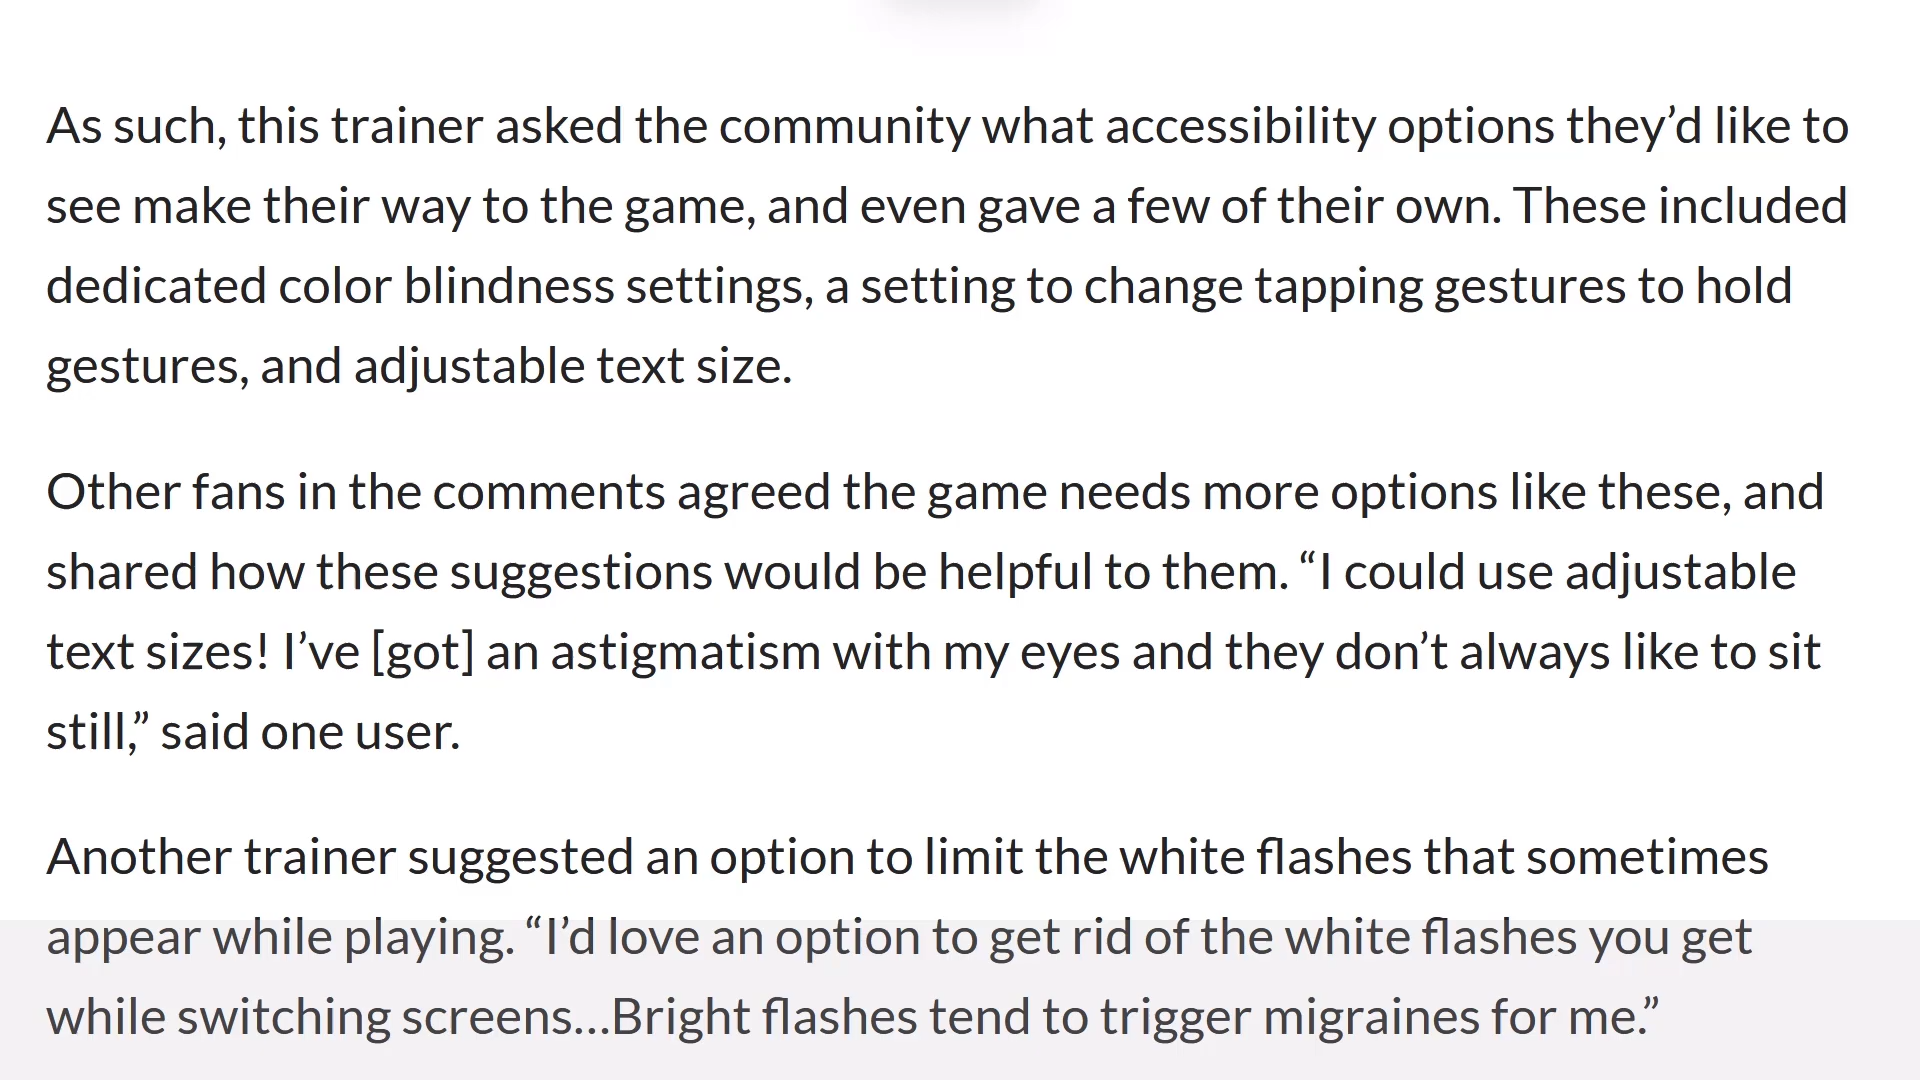 As such, this trainer asked the community what accessibility options they’d like to
see make their way to the game, and even gave a few of their own. These included
dedicated color blindness settings, a setting to change tapping gestures to hold
gestures, and adjustable text size.
Other fans in the comments agreed the game needs more options like these, and
shared how these suggestions would be helpful to them. “I could use adjustable
text sizes! I’ve [got] an astigmatism with my eyes and they don’t always like to sit
still,” said one user.
Another trainer suggested an option to limit the white flashes that sometimes
appear while playing. “I’d love an option to get rid of the white flashes you get
while switching screens…Bright flashes tend to trigger migraines for me.”